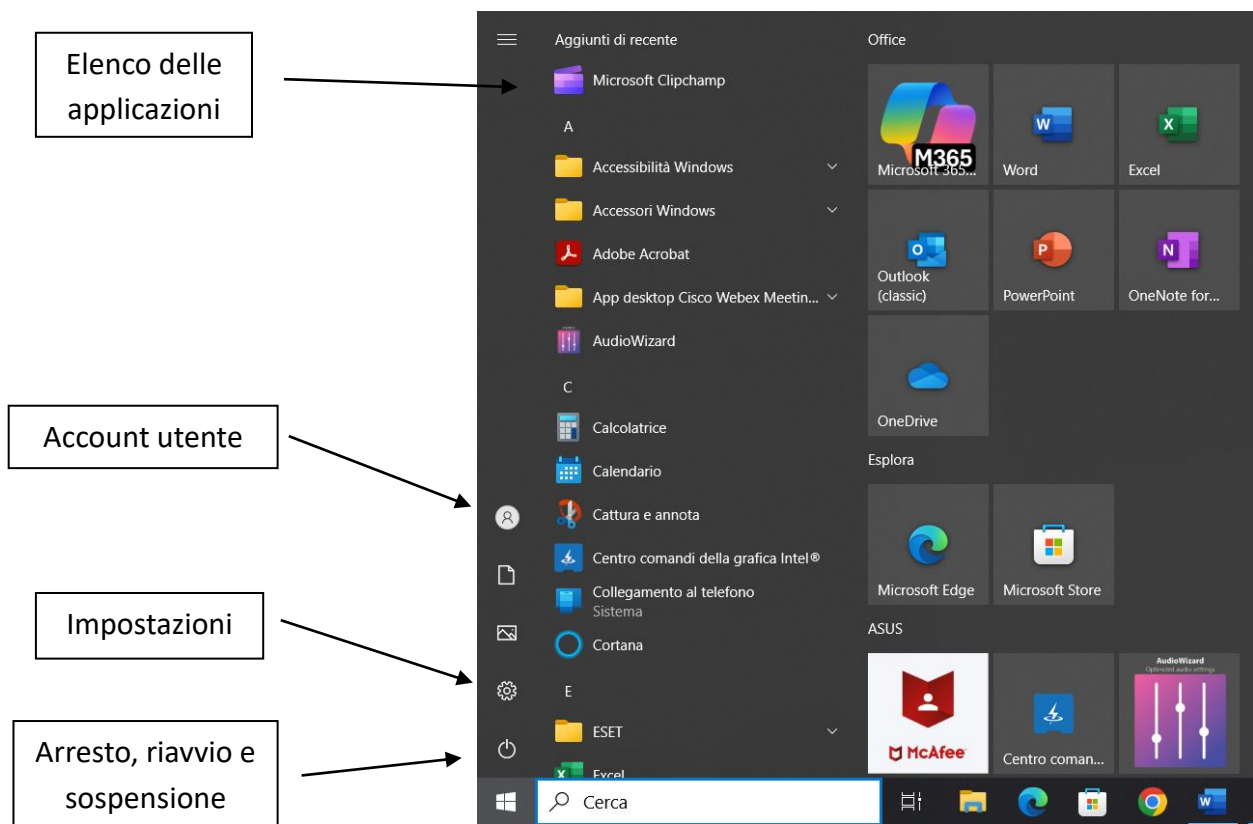 Elenco delle
applicazioni
Account utente
Impostazioni
Arresto, riavvio e
sospensione
Aggiunti di recente
Microsoft Clipchamp
A
Accessibilità Windows
Accessori Windows
Adobe Acrobat
App desktop Cisco Webex Meetin...
AudioWizard
C
Calcolatrice
Calendario
Cattura e annota
Centro comandi della grafica Intel®
Collegamento al telefono
Sistema
Cortana
E
ESET
Excel
Office
M365
Microsoft 365...
W
Word
X
Excel
O
Outlook
(classic)
P
PowerPoint
N
OneNote for...
OneDrive
Esplora
Microsoft Edge
Microsoft Store
ASUS
McAfee
Centro coman...
AudioWizard
Optimized audio settings
Cerca
W